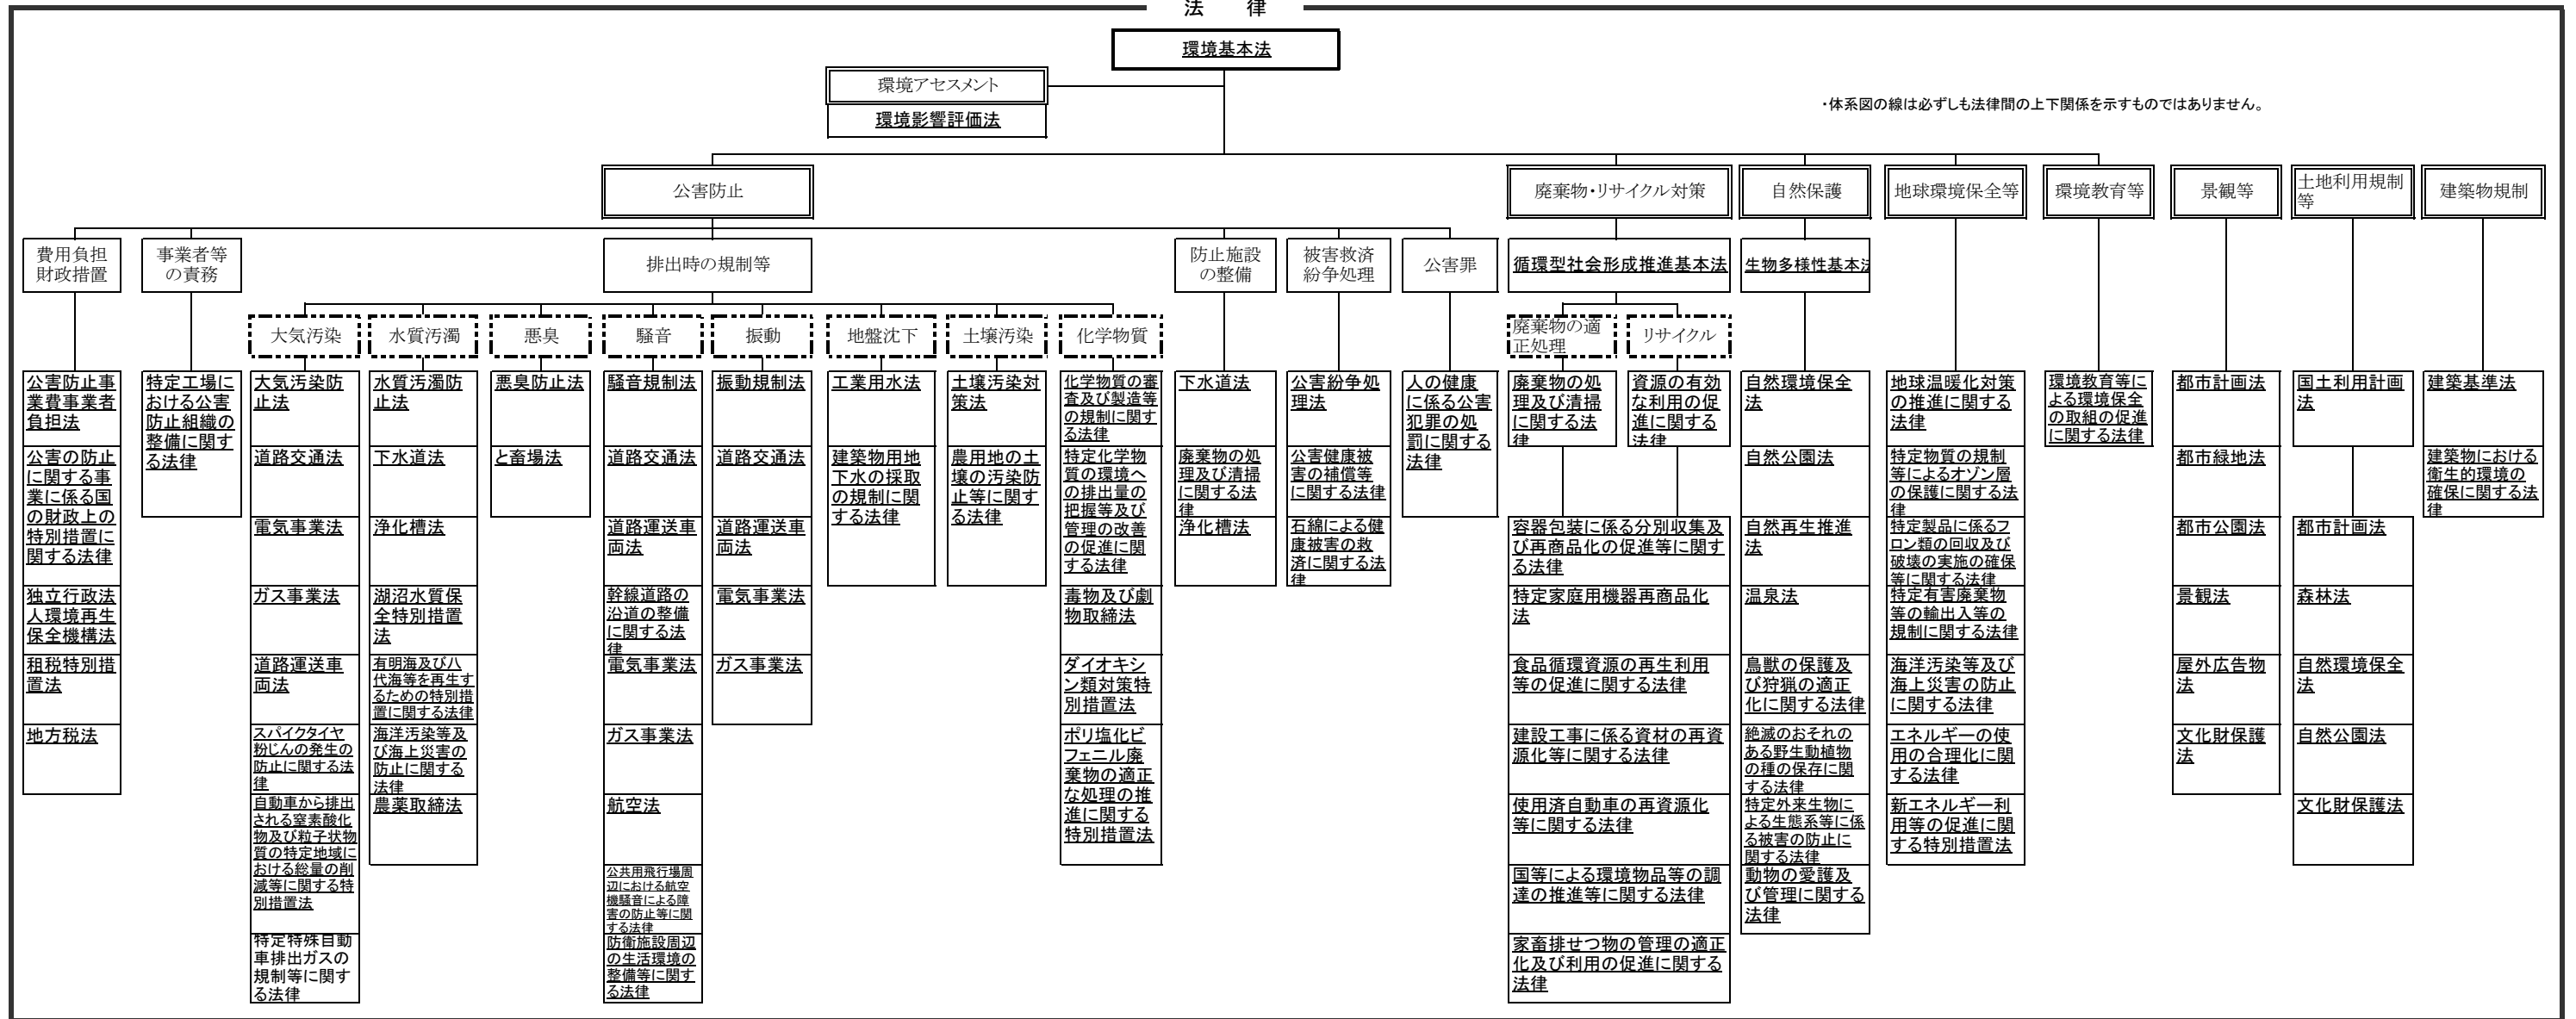 法　律
環境基本法
環境アセスメント
環境影響評価法
・体系図の線は必ずしも法律間の上下関係を示すものではありません。
公害防止
廃棄物・リサイクル対策
自然保護
地球環境保全等
環境教育等
景観等
土地利用規制
等
建築物規制
費用負担
財政措置
事業者等
の責務
排出時の規制等
防止施設
の整備
被害救済
紛争処理
公害罪
循環型社会形成推進基本法
生物多様性基本法
大気汚染
水質汚濁
悪臭
騒音
振動
地盤沈下
土壌汚染
化学物質
廃棄物の適
正処理
リサイクル
公害防止事
業費事業者
負担法
公害の防止
に関する事
業に係る国
の財政上の
特別措置に
関する法律
独立行政法
人環境再生
保全機構法
租税特別措
置法
地方税法
特定工場に
おける公害
防止組織の
整備に関す
る法律
大気汚染防
止法
道路交通法
電気事業法
ガス事業法
道路運送車
両法
スパイクタイヤ
粉じんの発生の
防止に関する法
律
自動車から排出
される窒素酸化
物及び粒子状物
質の特定地域に
おける総量の削
減等に関する特
別措置法
特定特殊自動
車排出ガスの
規制等に関す
る法律
水質汚濁防
止法
下水道法
浄化槽法
湖沼水質保
全特別措置
法
有明海及び八
代海等を再生す
るための特別措
置に関する法律
海洋汚染等及
び海上災害の
防止に関する
法律
農薬取締法
悪臭防止法
と畜場法
騒音規制法
道路交通法
道路運送車
両法
幹線道路の
沿道の整備
に関する法
律
電気事業法
ガス事業法
航空法
公共用飛行場周
辺における航空
機騒音による障
害の防止等に関
する法律
防衛施設周辺
の生活環境の
整備等に関す
る法律
振動規制法
道路交通法
道路運送車
両法
電気事業法
ガス事業法
工業用水法
建築物用地
下水の採取
の規制に関
する法律
土壌汚染対
策法
農用地の土
壌の汚染防
止等に関す
る法律
化学物質の審
査及び製造等
の規制に関す
る法律
特定化学物
質の環境へ
の排出量の
把握等及び
管理の改善
の促進に関
する法律
毒物及び劇
物取締法
ダイオキシ
ン類対策特
別措置法
ポリ塩化ビ
フェニル廃
棄物の適正
な処理の推
進に関する
特別措置法
下水道法
廃棄物の処
理及び清掃
に関する法
律
浄化槽法
公害紛争処
理法
公害健康被
害の補償等
に関する法律
石綿による健
康被害の救
済に関する法
律
人の健康
に係る公害
犯罪の処
罰に関する
法律
廃棄物の処
理及び清掃
に関する法
律
資源の有効
な利用の促
進に関する
法律
容器包装に係る分別収集及
び再商品化の促進等に関す
る法律
特定家庭用機器再商品化
法
食品循環資源の再生利用
等の促進に関する法律
建設工事に係る資材の再資
源化等に関する法律
使用済自動車の再資源化
等に関する法律
国等による環境物品等の調
達の推進等に関する法律
家畜排せつ物の管理の適正
化及び利用の促進に関する
法律
自然環境保全
法
自然公園法
自然再生推進
法
温泉法
鳥獣の保護及
び狩猟の適正
化に関する法律
絶滅のおそれの
ある野生動植物
の種の保存に関
する法律
特定外来生物に
よる生態系等に係
る被害の防止に
関する法律
動物の愛護及
び管理に関する
法律
地球温暖化対策
の推進に関する
法律
特定物質の規制
等によるオゾン層
の保護に関する法
律
特定製品に係るフ
ロン類の回収及び
破壊の実施の確保
等に関する法律
特定有害廃棄物
等の輸出入等の
規制に関する法律
海洋汚染等及び
海上災害の防止
に関する法律
エネルギーの使
用の合理化に関
する法律
新エネルギー利
用等の促進に関
する特別措置法
環境教育等に
よる環境保全
の取組の促進
に関する法律
都市計画法
都市緑地法
都市公園法
景観法
屋外広告物
法
文化財保護
法
国土利用計画
法
都市計画法
森林法
自然環境保全
法
自然公園法
文化財保護法
建築基準法
建築物における
衛生的環境の
確保に関する法
律